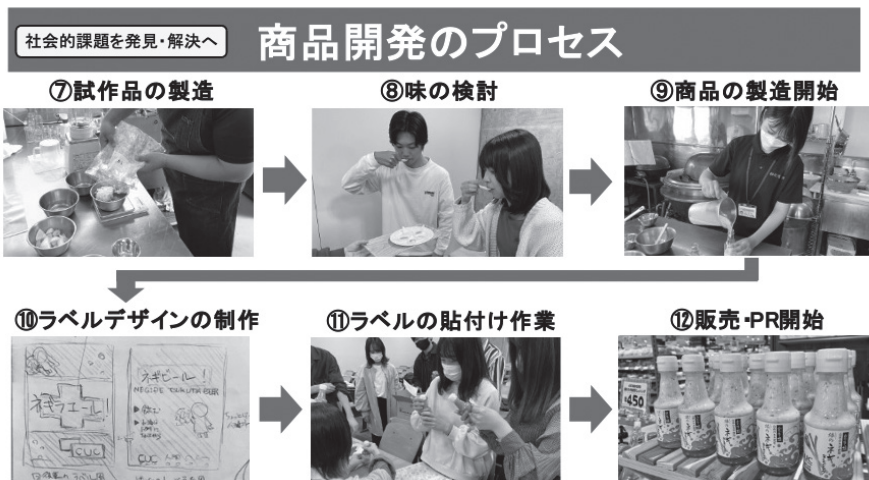 社会的課題を発見・解決へ
商品開発のプロセス
⑦試作品の製造
⑧味の検討
⑨商品の製造開始
⑩ラベルデザインの制作
⑪ラベルの貼付け作業
⑫販売・PR開始
ネギラエール
CUC
ネギビール!!
CUC
¥450